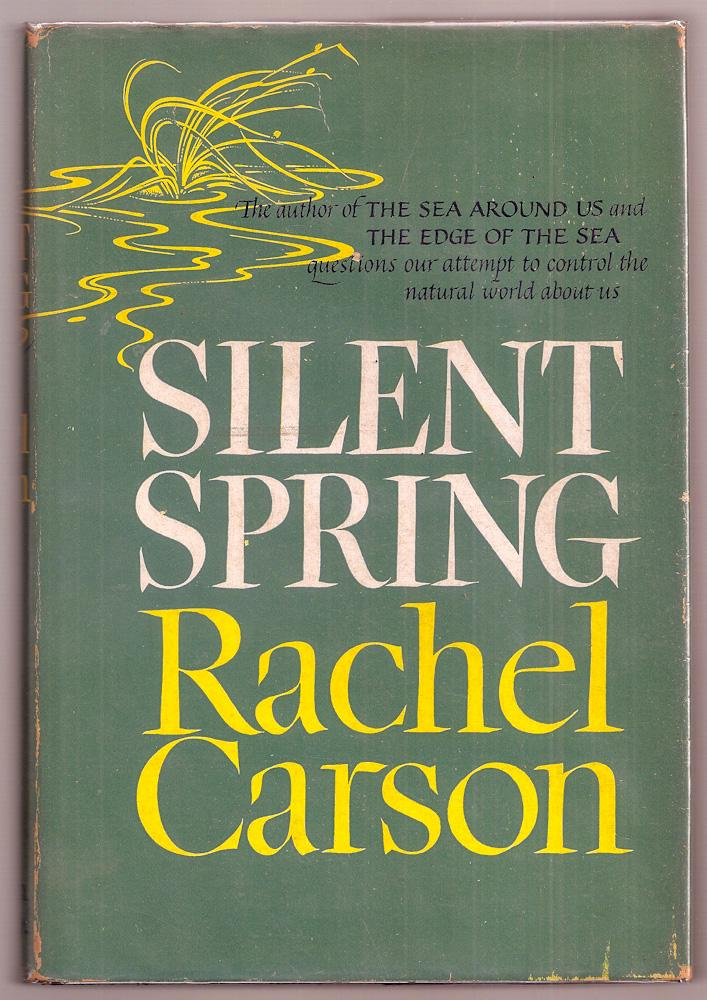 The author of THE SEA AROUND US and
THE EDGE OF THE SEA
questions our attempt to control the
natural world about us
SILENT
SPRING
Rachel
Carson